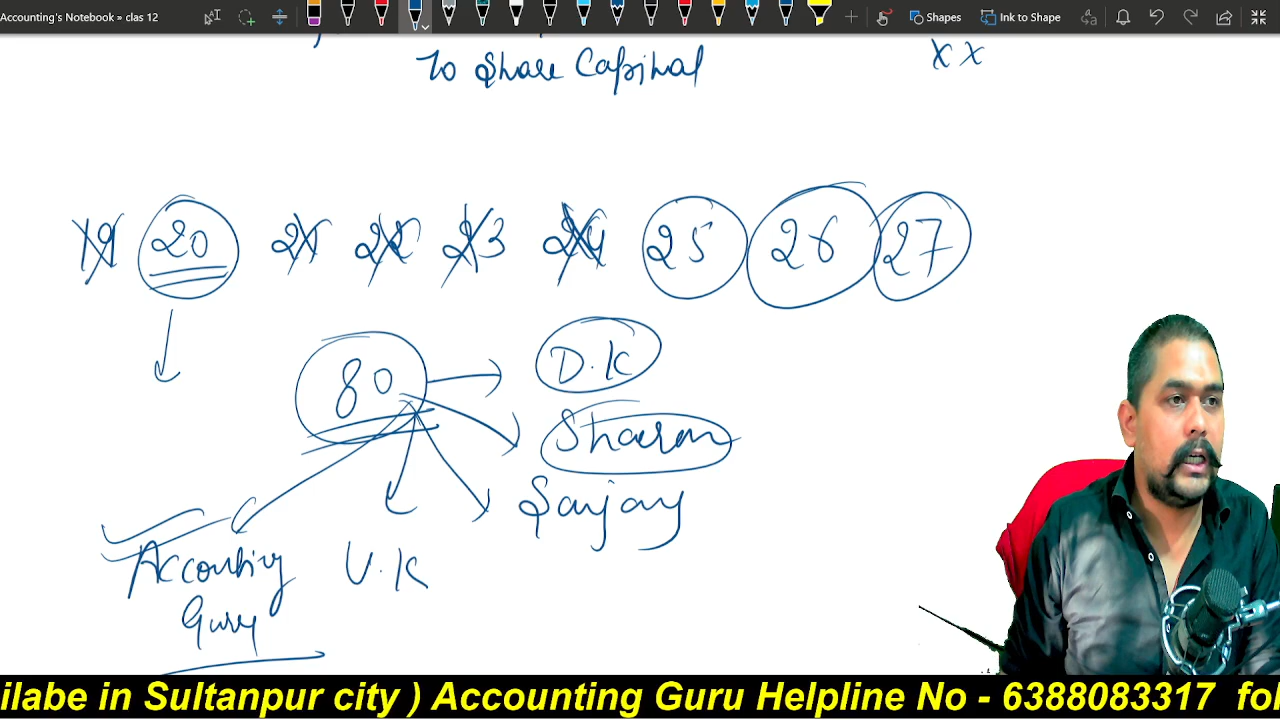 Accounting's Notebook » clas 12
Shapes
Ink to Shape
To Share Capital
x x
19 20 21 22 23 24 25 26 27
80
D.K
Sharon
Sanjay
Accounting V.K
Guru
ilabe in Sultanpur city ) Accounting Guru Helpline No - 6388083317 fol